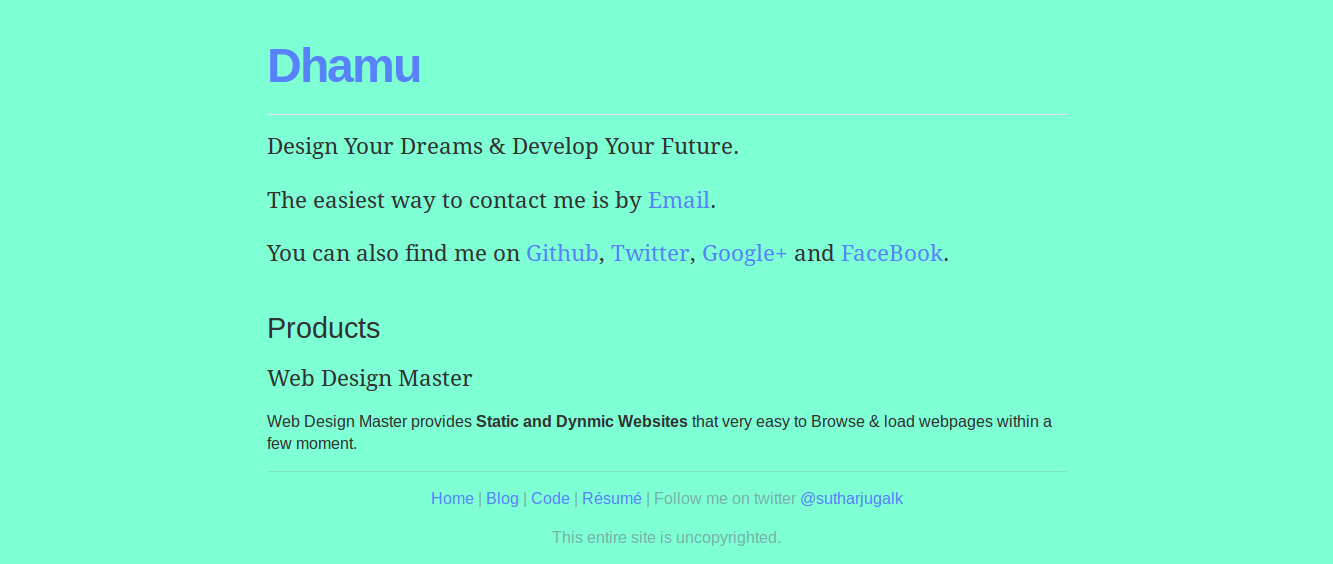 Dhamu
Design Your Dreams & Develop Your Future.
The easiest way to contact me is by Email.
You can also find me on Github, Twitter, Google+ and FaceBook.
Products
Web Design Master
Web Design Master provides Static and Dynmic Websites that very easy to Browse & load webpages within a
few moment.
Home | Blog | Code | Résumé | Follow me on twitter @sutharjugalk
This entire site is uncopyrighted.